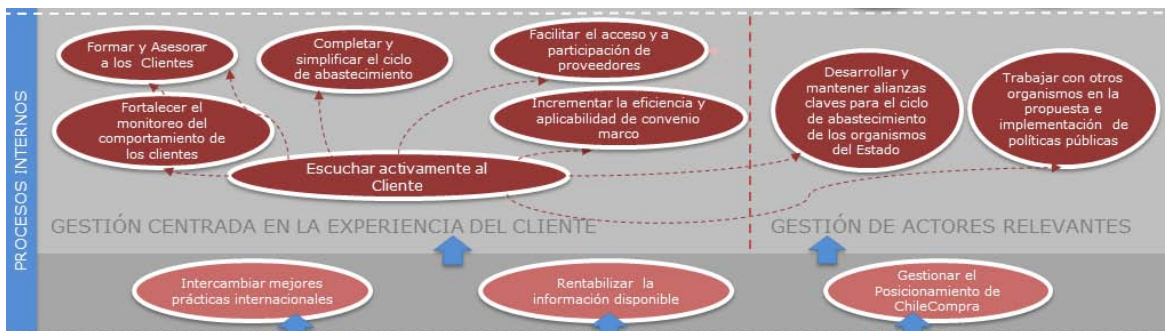 PROCESOS INTERNOS
Formar y Asesorar
a los Clientes
Completar y
simplificar el ciclo
de abastecimiento
Facilitar el acceso y a
participación de
proveedores
Fortalecer el
monitoreo del
comportamiento de
los clientes
Incrementar la eficiencia y
aplicabilidad de convenio
marco
Escuchar activamente al
Cliente
Desarrollar y
mantener alianzas
claves para el ciclo
de abastecimiento
de los organismos
del Estado
Trabajar con otros
organismos en la
propuesta e
implementación de
políticas públicas
GESTIÓN CENTRADA EN LA EXPERIENCIA DEL CLIENTE
GESTIÓN DE ACTORES RELEVANTES
Intercambiar mejores
prácticas internacionales
Rentabilizar la
información disponible
Gestionar el
Posicionamiento de
ChileCompra